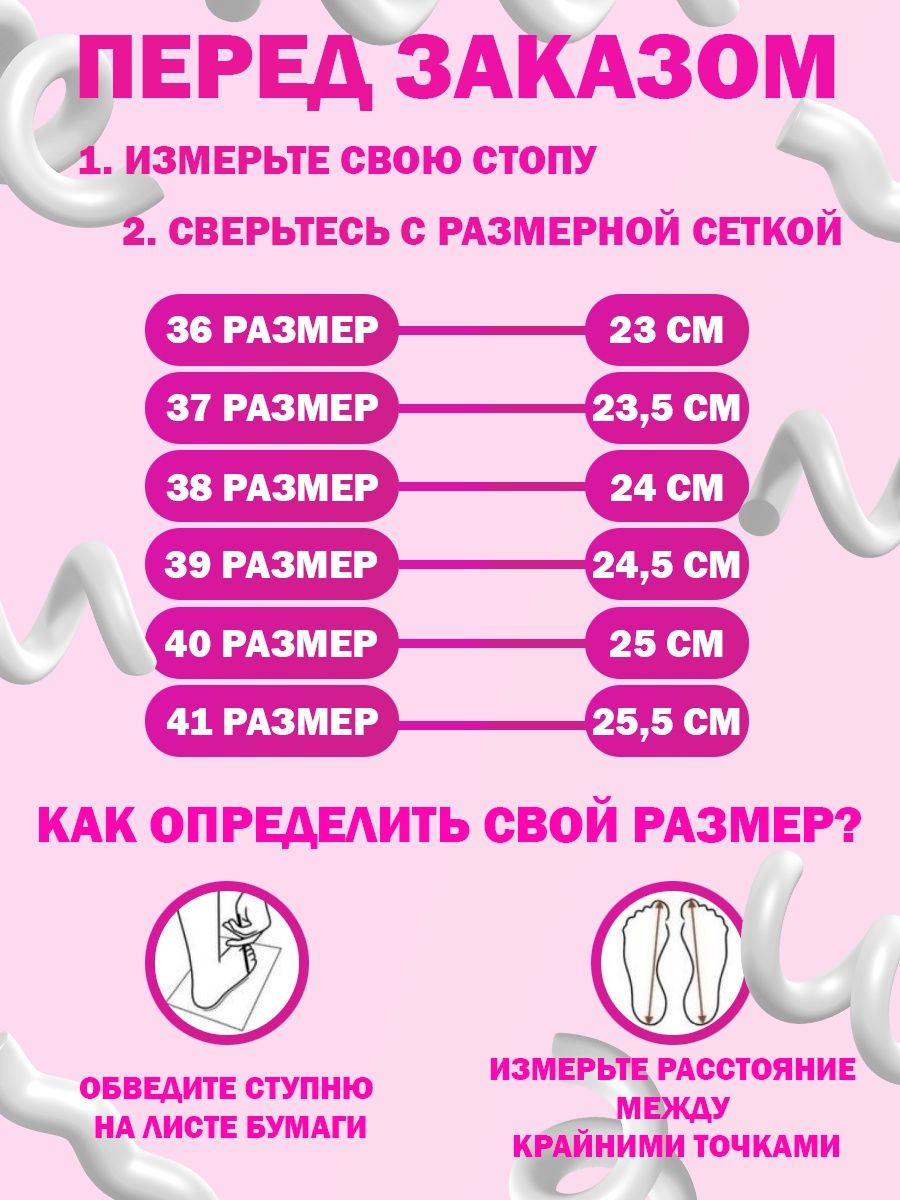 ПЕРЕД ЗАКАЗОМ
1. ИЗМЕРЬТЕ СВОЮ СТОПУ
2. СВЕРЬТЕСЬ С РАЗМЕРНОЙ СЕТКОЙ
36 РАЗМЕР 23 СМ
37 РАЗМЕР 23,5 СМ
38 РАЗМЕР 24 СМ
39 РАЗМЕР 24,5 СМ
40 РАЗМЕР 25 СМ
41 РАЗМЕР 25,5 СМ
КАК ОПРЕДЕЛИТЬ СВОЙ РАЗМЕР?
ОБВЕДИТЕ СТУПНЮ
НА ЛИСТЕ БУМАГИ
ИЗМЕРЬТЕ РАССТОЯНИЕ
МЕЖДУ
КРАЙНИМИ ТОЧКАМИ